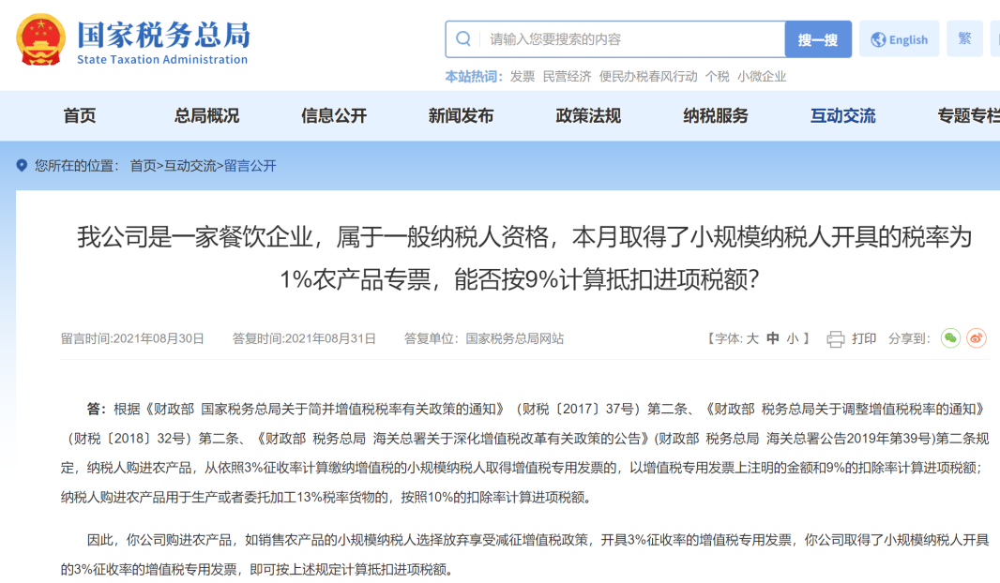 国家税务总局
State Taxation Administration
请输入您要搜索的内容
搜一搜
English
繁
本站热词： 发票 民营经济 便民办税春风行动 个税 小微企业
首页 总局概况 信息公开 新闻发布 政策法规 纳税服务 互动交流 专题专栏
您所在的位置： 首页>互动交流>留言公开
我公司是一家餐饮企业，属于一般纳税人资格，本月取得了小规模纳税人开具的税率为
1%农产品专票，能否按9%计算抵扣进项税额？
留言时间:2021年08月30日 答复时间:2021年08月31日 答复单位：国家税务总局网站 【字体: 大 中 小 】 打印 分享到：
答：根据《财政部 国家税务总局关于简并增值税税率有关政策的通知》（财税〔2017〕37号）第二条、《财政部 税务总局关于调整增值税税率的通知》
（财税〔2018〕32号）第二条、《财政部 税务总局 海关总署关于深化增值税改革有关政策的公告》(财政部 税务总局 海关总署公告2019年第39号)第二条规
定，纳税人购进农产品，从依照3%征收率计算缴纳增值税的小规模纳税人取得增值税专用发票的，以增值税专用发票上注明的金额和9%的扣除率计算进项税额；
纳税人购进农产品用于生产或者委托加工13%税率货物的，按照10%的扣除率计算进项税额。
因此，你公司购进农产品，如销售农产品的小规模纳税人选择放弃享受减征增值税政策，开具3%征收率的增值税专用发票，你公司取得了小规模纳税人开具
的3%征收率的增值税专用发票，即可按上述规定计算抵扣进项税额。